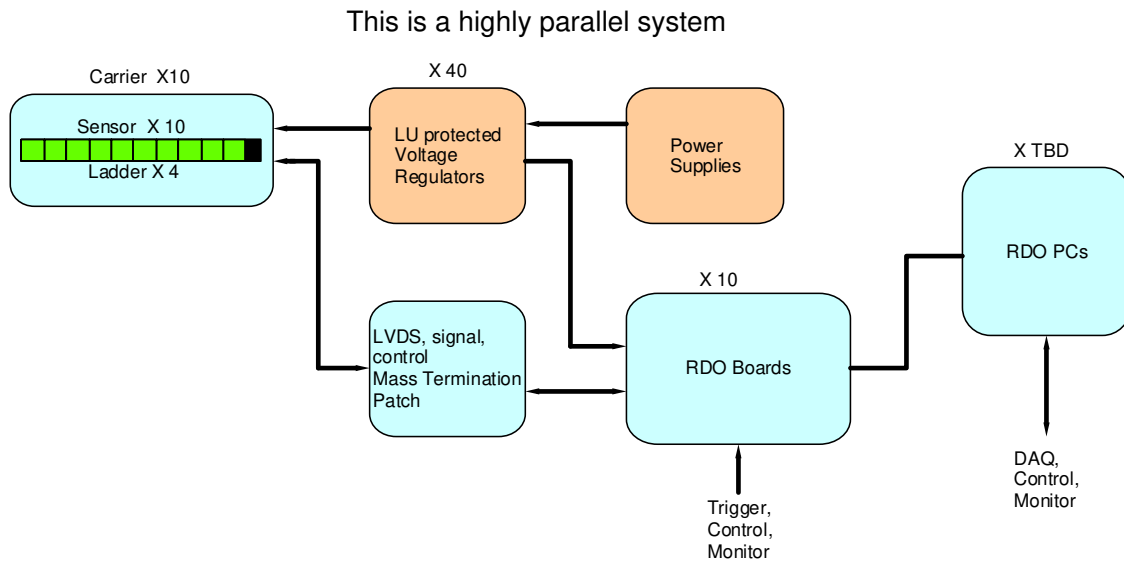 This is a highly parallel system
Carrier X10
Sensor X 10
Ladder X 4
X 40
LU protected
Voltage
Regulators
Power
Supplies
X TBD
RDO PCs
LVDS, signal,
control
Mass Termination
Patch
X 10
RDO Boards
Trigger,
Control,
Monitor
DAQ,
Control,
Monitor